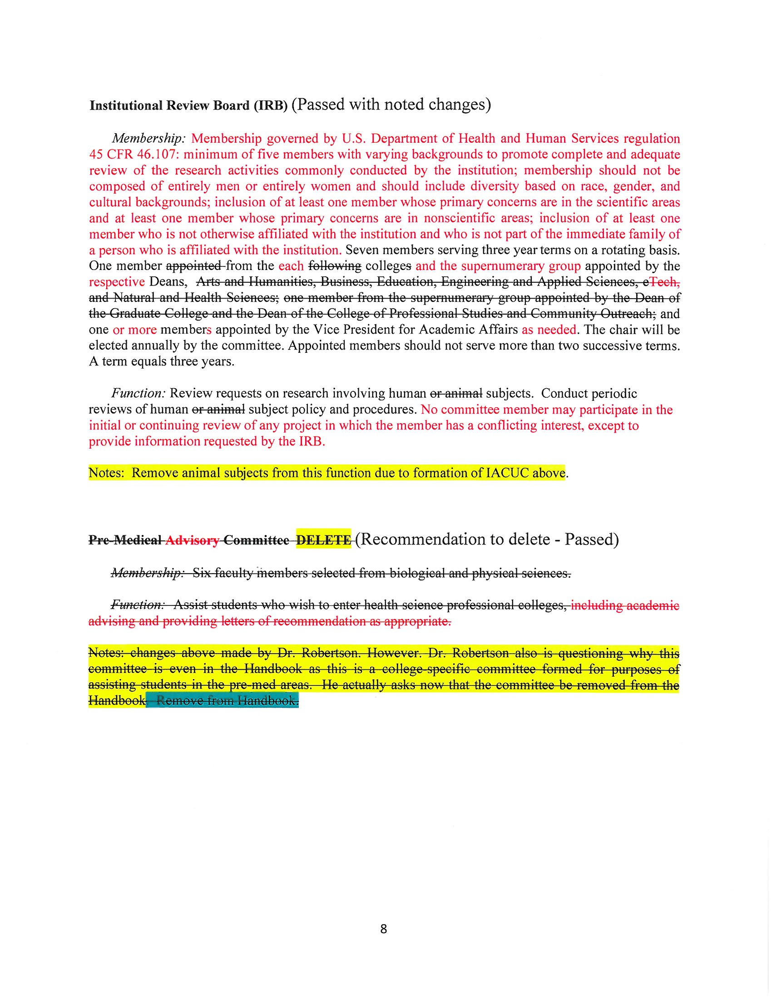 Institutional Review Board (IRB) (Passed with noted changes)
Membership: Membership governed by U.S. Department of Health and Human Services regulation
45 CFR 46.107: minimum of five members with varying backgrounds to promote complete and adequate
review of the research activities commonly conducted by the institution; membership should not be
composed of entirely men or entirely women and should include diversity based on race, gender, and
cultural backgrounds; inclusion of at least one member whose primary concerns are in the scientific areas
and at least one member whose primary concerns are in nonscientific areas; inclusion of at least one
member who is not otherwise affiliated with the institution and who is not part of the immediate family of
a person who is affiliated with the institution. Seven members serving three year terms on a rotating basis.
One member appointed from the each following colleges and the supernumerary group appointed by the
respective Deans, Arts and Humanities, Business, Education, Engineering and Applied Sciences, eTech,
and Natural and Health Sciences; one member from the supernumerary group appointed by the Dean of
the Graduate College and the Dean of the College of Professional Studies and Community Outreach; and
one or more members appointed by the Vice President for Academic Affairs as needed. The chair will be
elected annually by the committee. Appointed members should not serve more than two successive terms.
A term equals three years.
Function: Review requests on research involving human or animal subjects. Conduct periodic
reviews of human or animal subject policy and procedures. No committee member may participate in the
initial or continuing review of any project in which the member has a conflicting interest, except to
provide information requested by the IRB.
Notes: Remove animal subjects from this function due to formation of IACUC above.
Pre-Medical Advisory Committee DELETE (Recommendation to delete - Passed)
Membership: Six faculty members selected from biological and physical sciences.
Function: Assist students who wish to enter health science professional colleges, including academic
advising and providing letters of recommendation as appropriate.
Notes: changes above made by Dr. Robertson. However. Dr. Robertson also is questioning why this
committee is even in the Handbook as this is a college-specific committee formed for purposes of
assisting students in the pre-med areas. He actually asks now that the committee be removed from the
Handbook. Remove from Handbook.
8